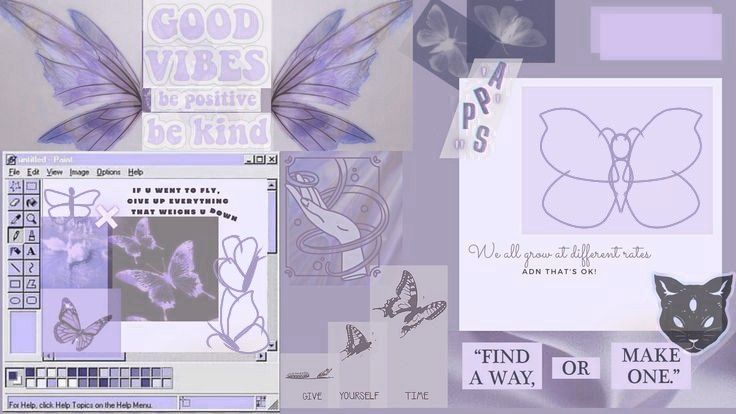 GOOD
VIBES
be positive
be kind
"APPS"
untitled - Paint
File Edit View Image Options Help
IF U WENT TO FLY,
GIVE UP EVERYTHING
THAT WEIGHS U DOWN
A
For Help, click Help Topics on the Help Menu.
GIVE YOURSELF TIME
We all grow at different rates
ADN THAT'S OK!
“FIND
A WAY,
OR
MAKE
ONE.”